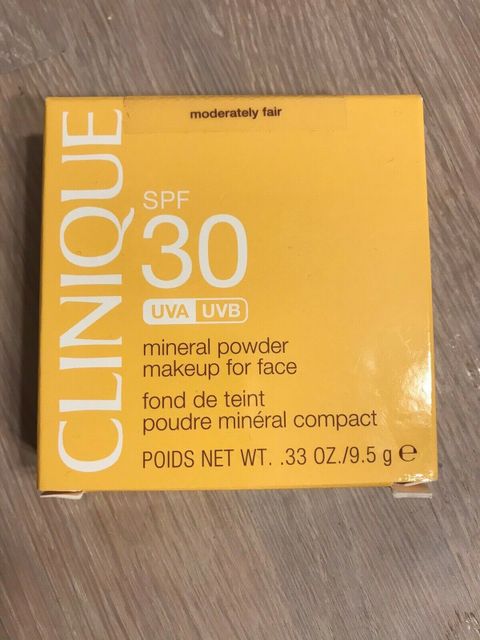 moderately fair
CLINIQUE
SPF
30
UVA UVB
mineral powder
makeup for face
fond de teint
poudre minéral compact
POIDS NET WT. .33 OZ./9.5 g e